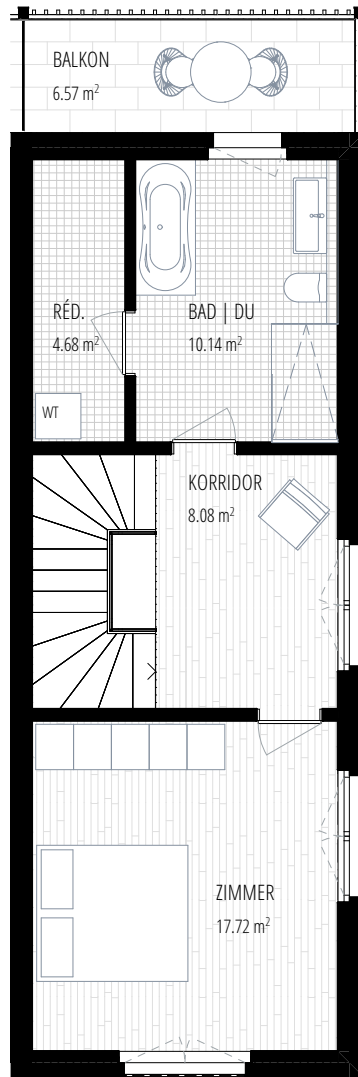 BALKON
6.57 m²
RÉD.
4.68 m²
BAD | DU
10.14 m²
WT
KORRIDOR
8.08 m²
ZIMMER
17.72 m²